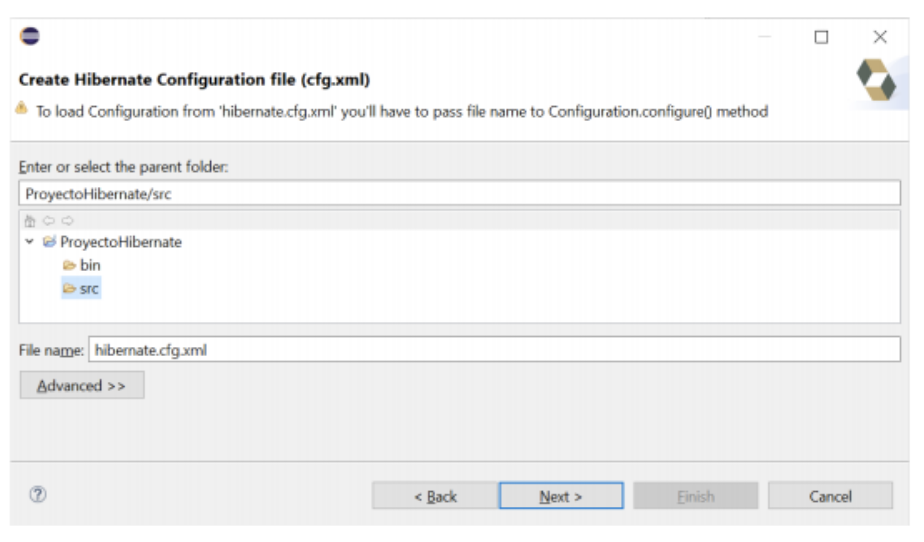 Create Hibernate Configuration file (cfg.xml)
To load Configuration from 'hibernate.cfg.xml' you'll have to pass file name to Configuration.configure() method
Enter or select the parent folder:
ProyectoHibernate/src
ProyectoHibernate
bin
src
File name: hibernate.cfg.xml
Advanced >>
? < Back Next > Finish Cancel